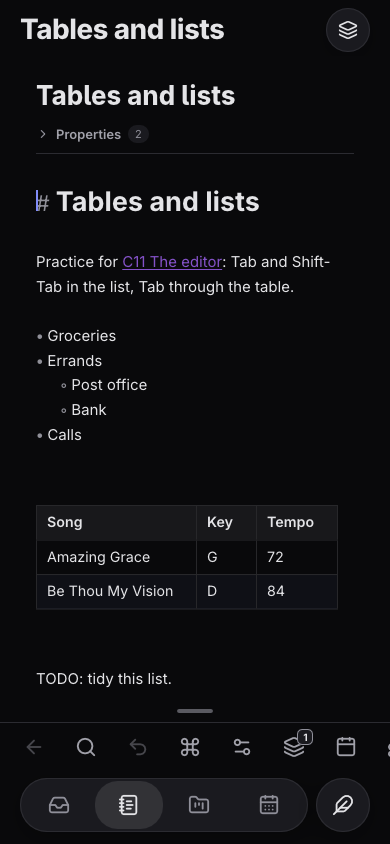 Tables and lists
Tables and lists
Properties 2
# Tables and lists
Practice for C11 The editor: Tab and Shift-
Tab in the list, Tab through the table.
• Groceries
• Errands
◦ Post office
◦ Bank
• Calls
Song Key Tempo
Amazing Grace G 72
Be Thou My Vision D 84
TODO: tidy this list.
1